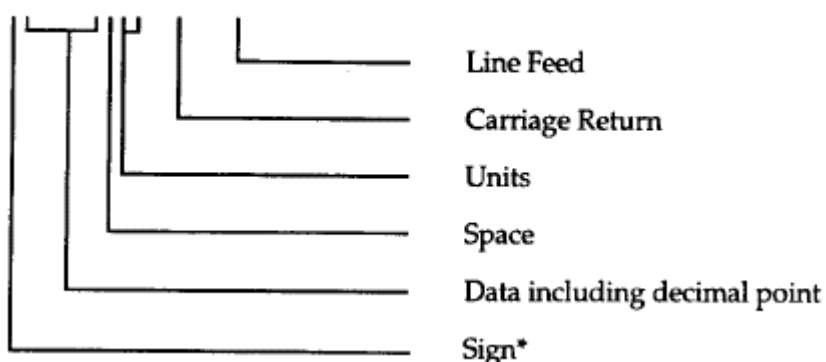 Line Feed
Carriage Return
Units
Space
Data including decimal point
Sign*